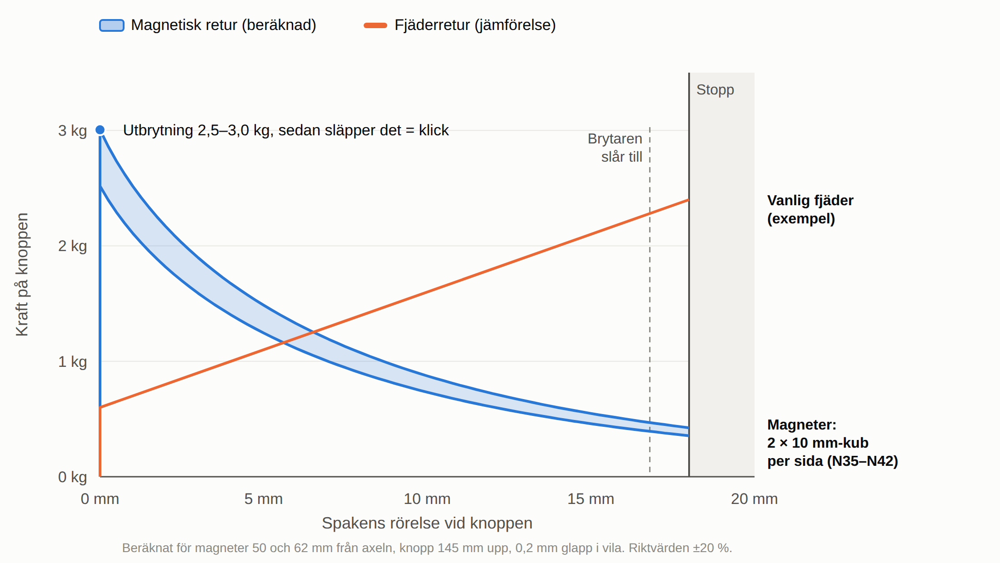 Magnetisk retur (beräknad)
Fjäderretur (jämförelse)
Stopp
3 kg
Utbrytning 2,5–3,0 kg, sedan släpper det = klick
Brytaren
slår till
Vanlig fjäder
(exempel)
Kraft på knoppen
2 kg
1 kg
Magneter:
2 × 10 mm-kub
per sida (N35–N42)
0 kg
0 mm
5 mm
10 mm
15 mm
20 mm
Spakens rörelse vid knoppen
Beräknat för magneter 50 och 62 mm från axeln, knopp 145 mm upp, 0,2 mm glapp i vila. Riktvärden ±20 %.